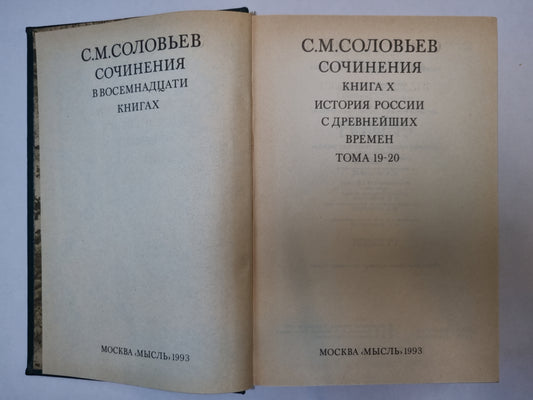 С.М.СОЛОВЬЕВ
СОЧИНЕНИЯ
В ВОСЕМНАДЦАТИ
КНИГАХ
МОСКВА «МЫСЛЬ» 1993
С.М.СОЛОВЬЕВ
СОЧИНЕНИЯ
КНИГА X
ИСТОРИЯ РОССИИ
С ДРЕВНЕЙШИХ
ВРЕМЕН
ТОМА 19-20
МОСКВА «МЫСЛЬ» 1993